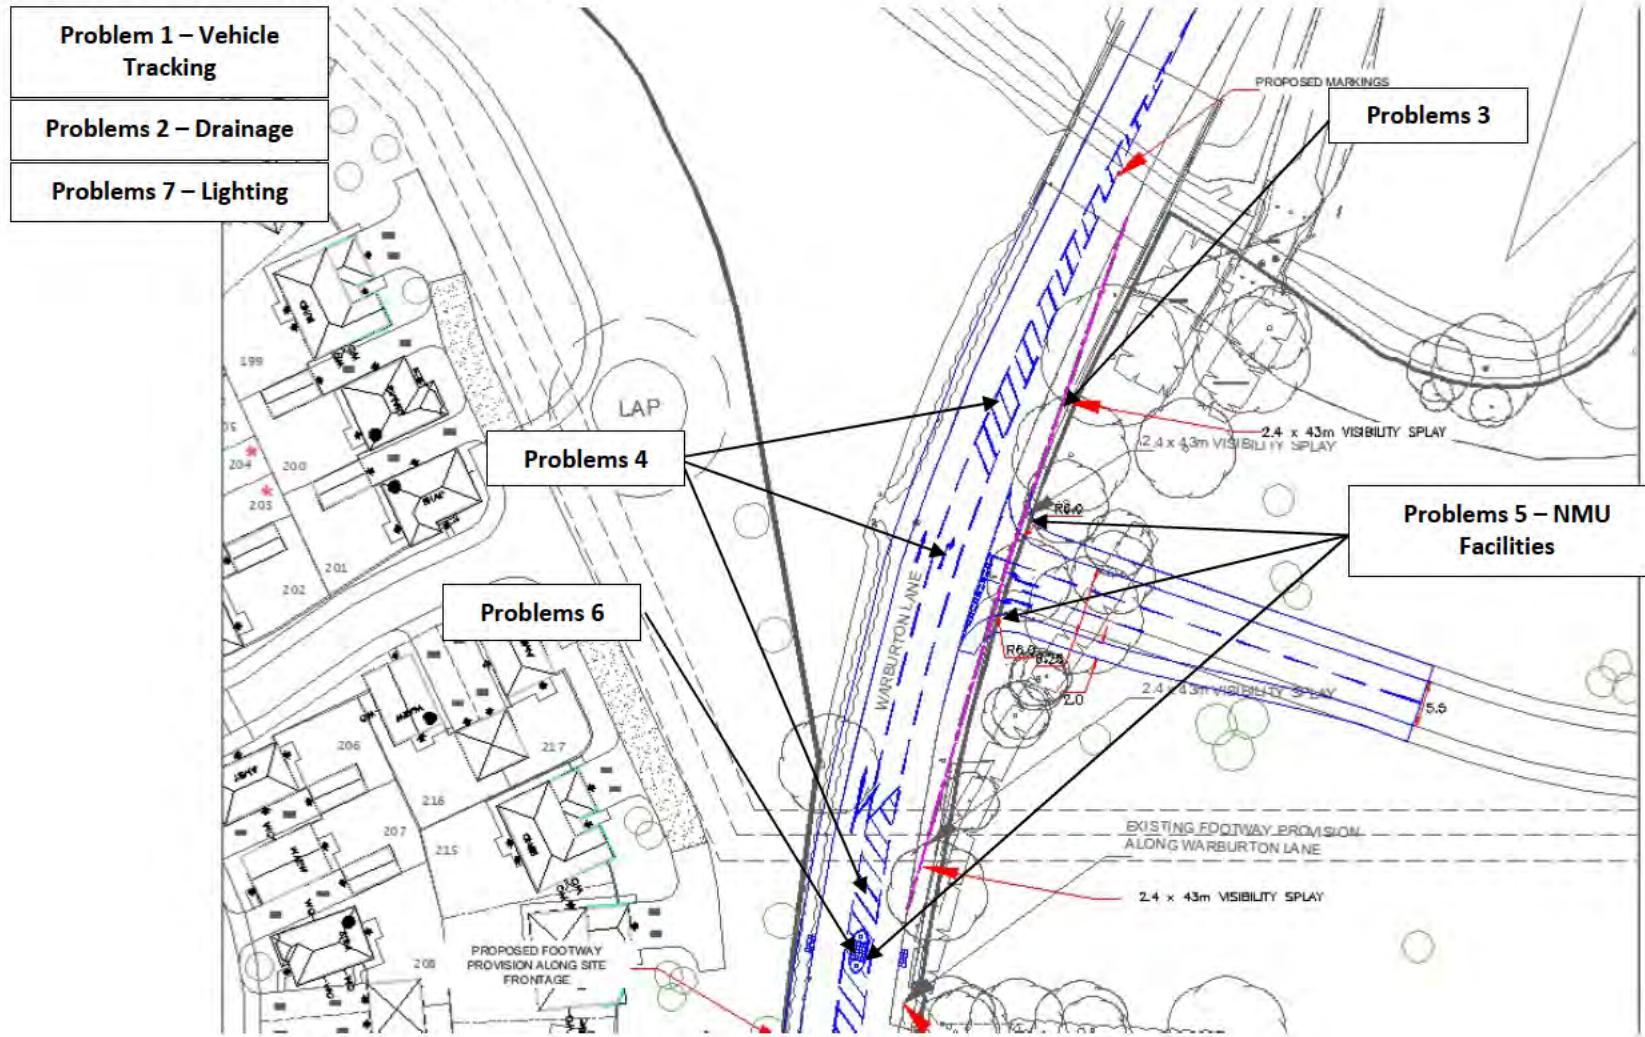 Problem 1 – Vehicle
Tracking
Problems 2 – Drainage
Problems 7 – Lighting
PROPOSED MARKINGS
Problems 3
199
LAP
2.4 x 43m VISIBILITY SPLAY
2.4 x 43m VISIBILITY SPLAY
Problems 4
204
200
203
R6.0
Problems 5 – NMU
Facilities
201
202
WARBURTON LANE
Problems 6
R6.0
2.4 x 43m VISIBILITY SPLAY
2.0
5.5
206
217
216
207
215
EXISTING FOOTWAY PROVISION
ALONG WARBURTON LANE
2.4 x 43m VISIBILITY SPLAY
PROPOSED FOOTWAY
PROVISION ALONG SITE
FRONTAGE
208